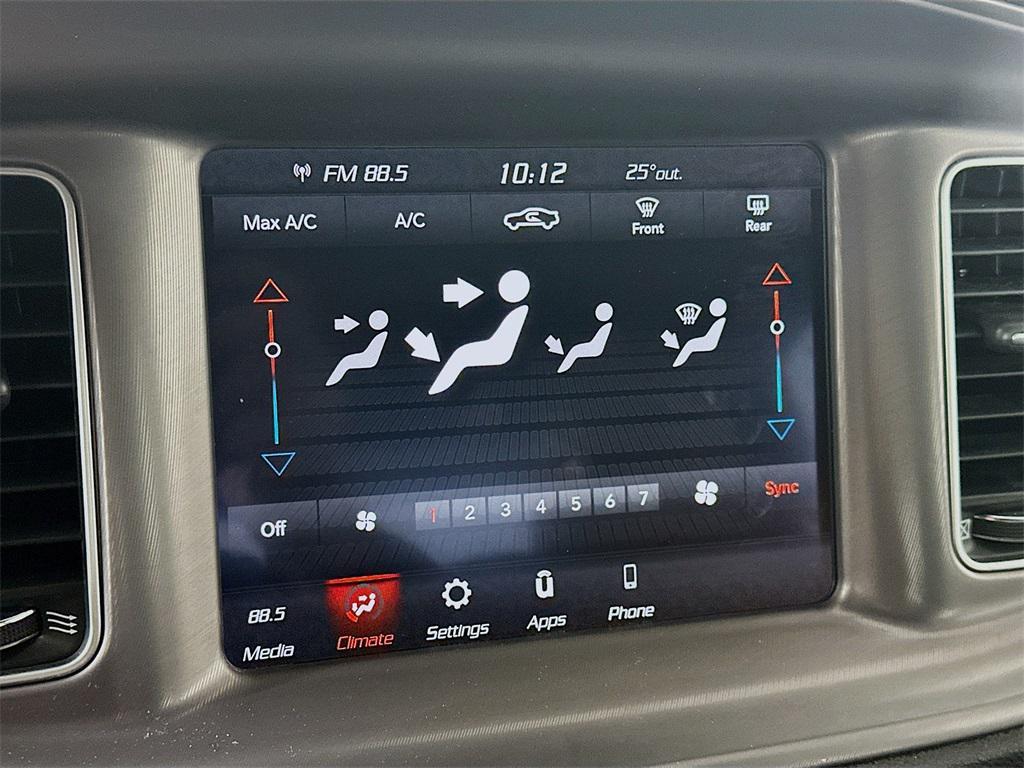 FM 88.5 10:12 25°out.
Max A/C A/C Front Rear
Off 1 2 3 4 5 6 7 Sync
88.5
Media Climate Settings Apps Phone